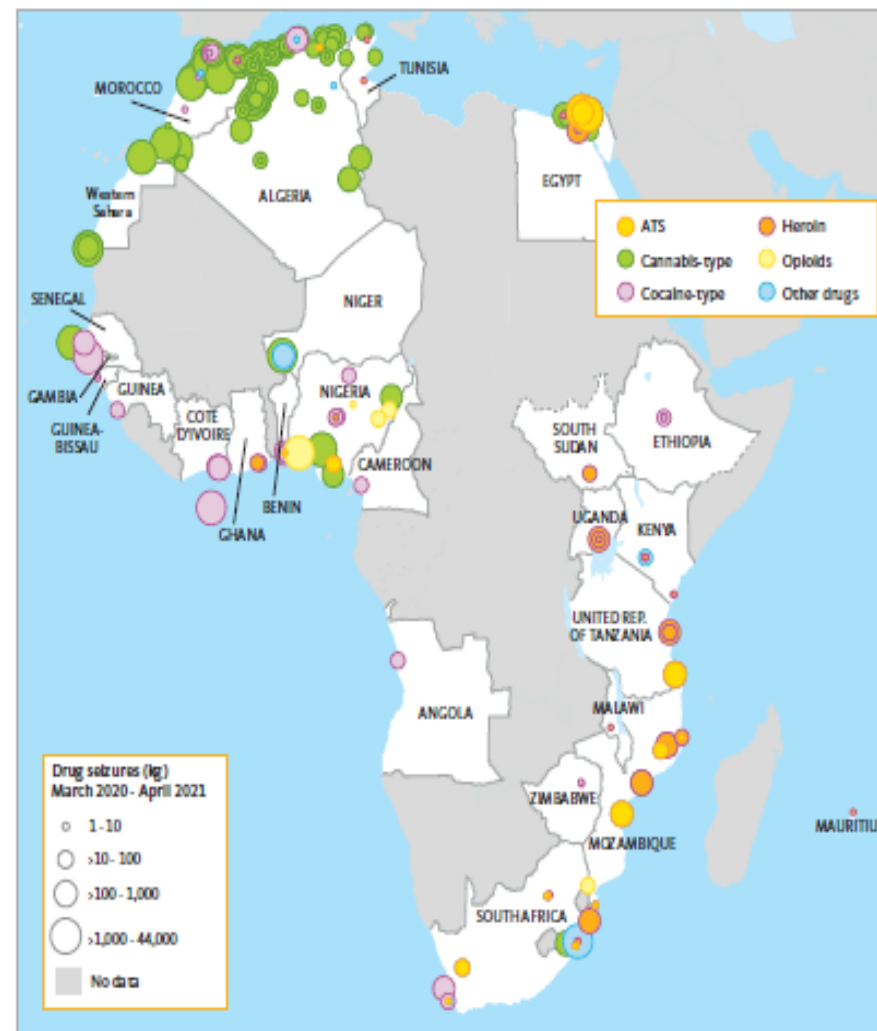 TUNISIA
MOROCCO
EGYPT
ALGERIA
Western
Sahara
ATS
Heroin
Cannabis-type
Opioids
Cocaine-type
Other drugs
SENEGAL
NIGER
GAMBIA
GUINEA
NIGERIA
GUINEA-
BISSAU
COTE
D'IVOIRE
SOUTH
SUDAN
ETHIOPIA
CAMEROON
BENIN
GHANA
UGANDA
KENYA
UNITED REP.
OF TANZANIA
ANGOLA
MALAWI
Drug seizures (kg)
March 2020 - April 2021
1 - 10
>10 - 100
>100 - 1,000
>1,000 - 44,000
No data
ZIMBABWE
MAURITIU
MOZAMBIQUE
SOUTH AFRICA